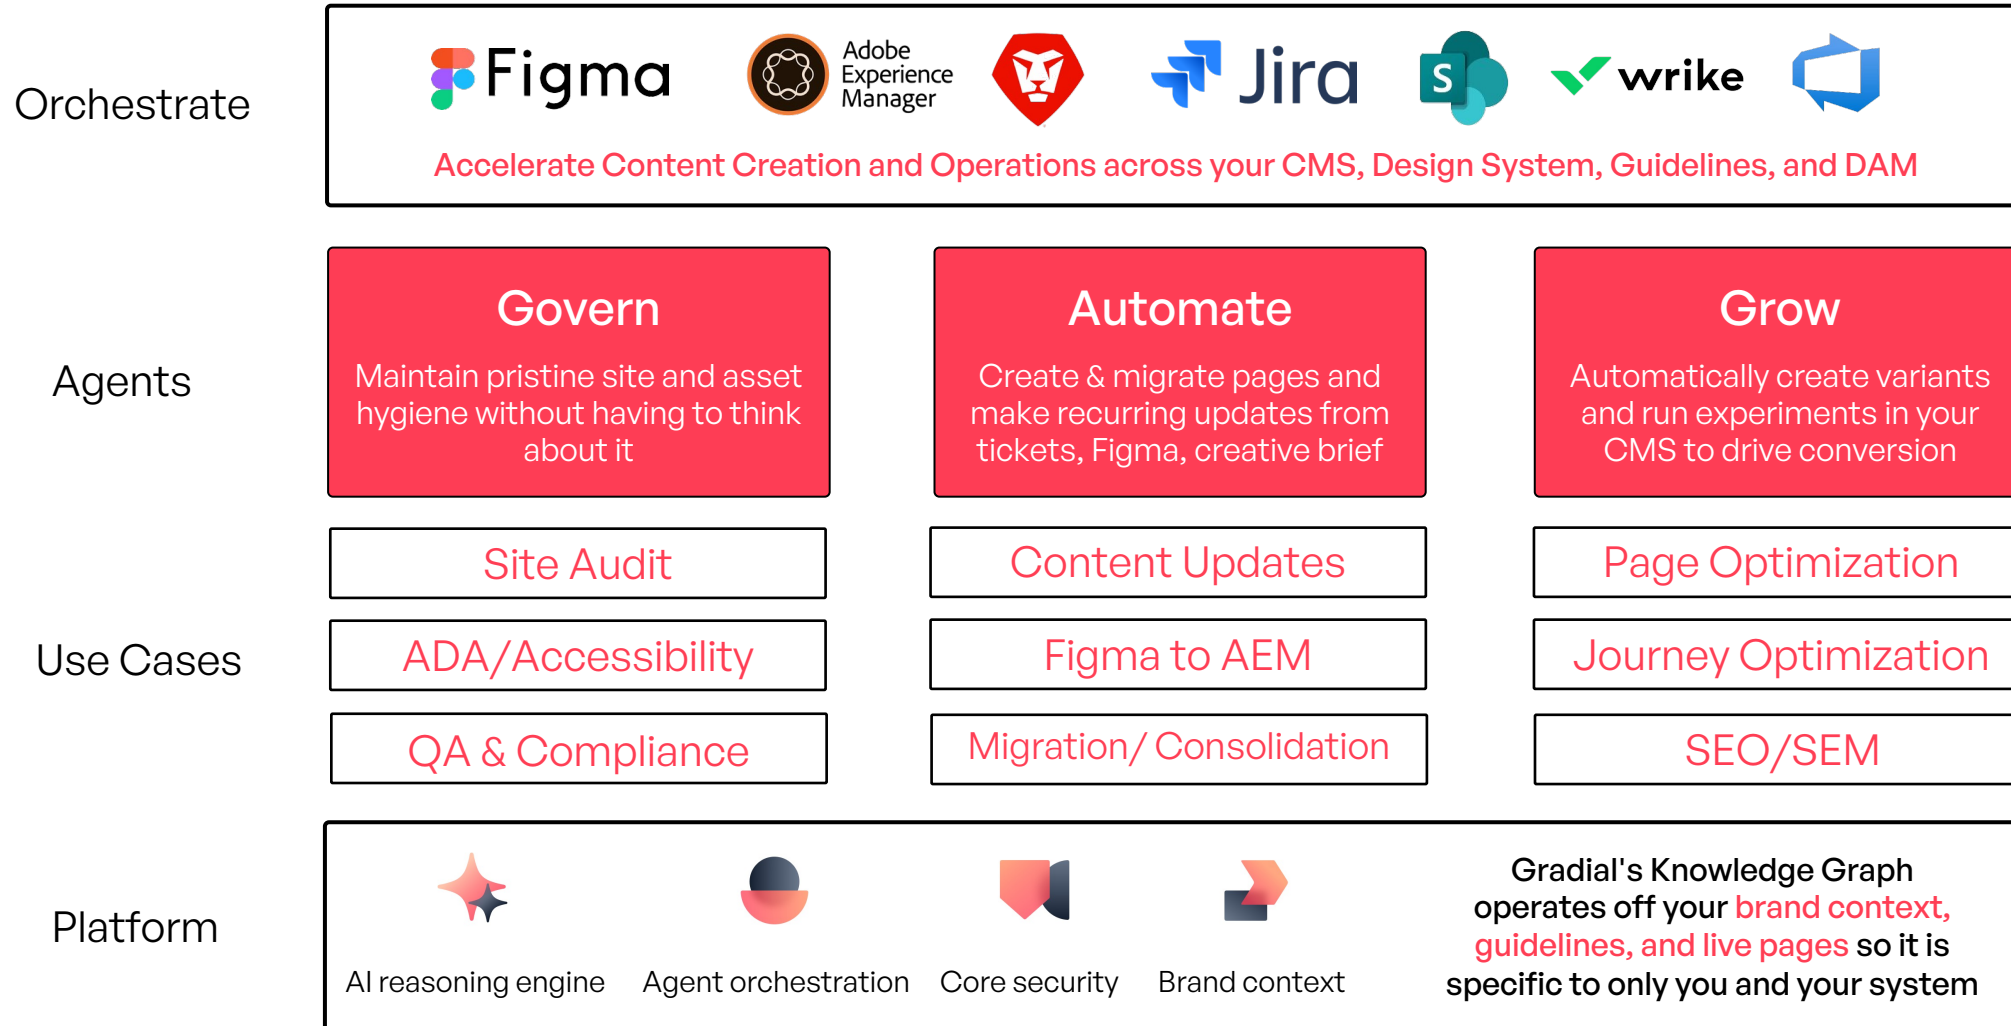 Orchestrate
Figma
Adobe
Experience
Manager
Jira
S
wrike
Accelerate Content Creation and Operations across your CMS, Design System, Guidelines, and DAM
Agents
Govern
Maintain pristine site and asset
hygiene without having to think
about it
Automate
Create & migrate pages and
make recurring updates from
tickets, Figma, creative brief
Grow
Automatically create variants
and run experiments in your
CMS to drive conversion
Use Cases
Site Audit
Content Updates
Page Optimization
ADA/Accessibility
Figma to AEM
Journey Optimization
QA & Compliance
Migration/ Consolidation
SEO/SEM
Platform
AI reasoning engine
Agent orchestration
Core security
Brand context
Gradial's Knowledge Graph
operates off your brand context,
guidelines, and live pages so it is
specific to only you and your system